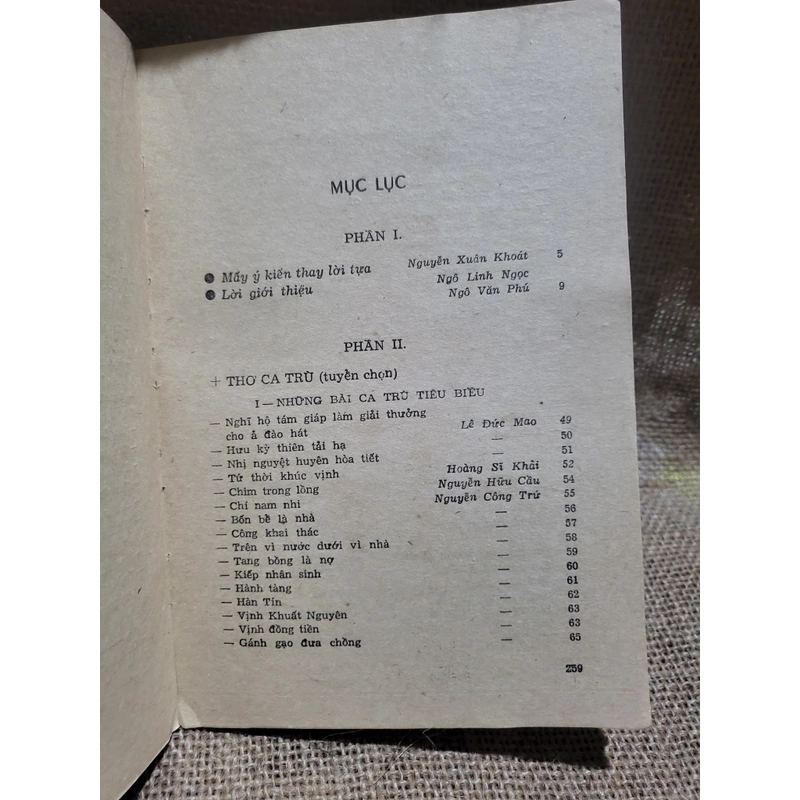 MỤC LỤC
PHẦN I.
● Mấy ý kiến thay lời tựa Nguyễn Xuân Khoát 5
Ngô Linh Ngọc
● Lời giới thiệu Ngô Văn Phú 9
PHẦN II.
+ THƠ CA TRÙ (tuyển chọn)
I — NHỮNG BÀI CA TRÙ TIÊU BIỂU
— Nghĩ hộ tám giáp làm giải thưởng
cho ả đào hát Lê Đức Mao 49
— Hưu kỳ thiên tải hạ — 50
— Nhị nguyệt huyên hòa tiết — 51
— Tứ thời khúc vịnh Hoàng Sĩ Khải 52
— Chim trong lồng Nguyễn Hữu Cầu 54
— Chí nam nhi Nguyễn Công Trứ 55
— Bốn bể là nhà — 56
— Công khai thác — 57
— Trên vì nước dưới vì nhà — 58
— Tang bồng là nợ — 59
— Kiếp nhân sinh — 60
— Hành tàng — 61
— Hàn Tín — 62
— Vịnh Khuất Nguyên — 63
— Vịnh đồng tiền — 63
— Gánh gạo đưa chồng — 65
259